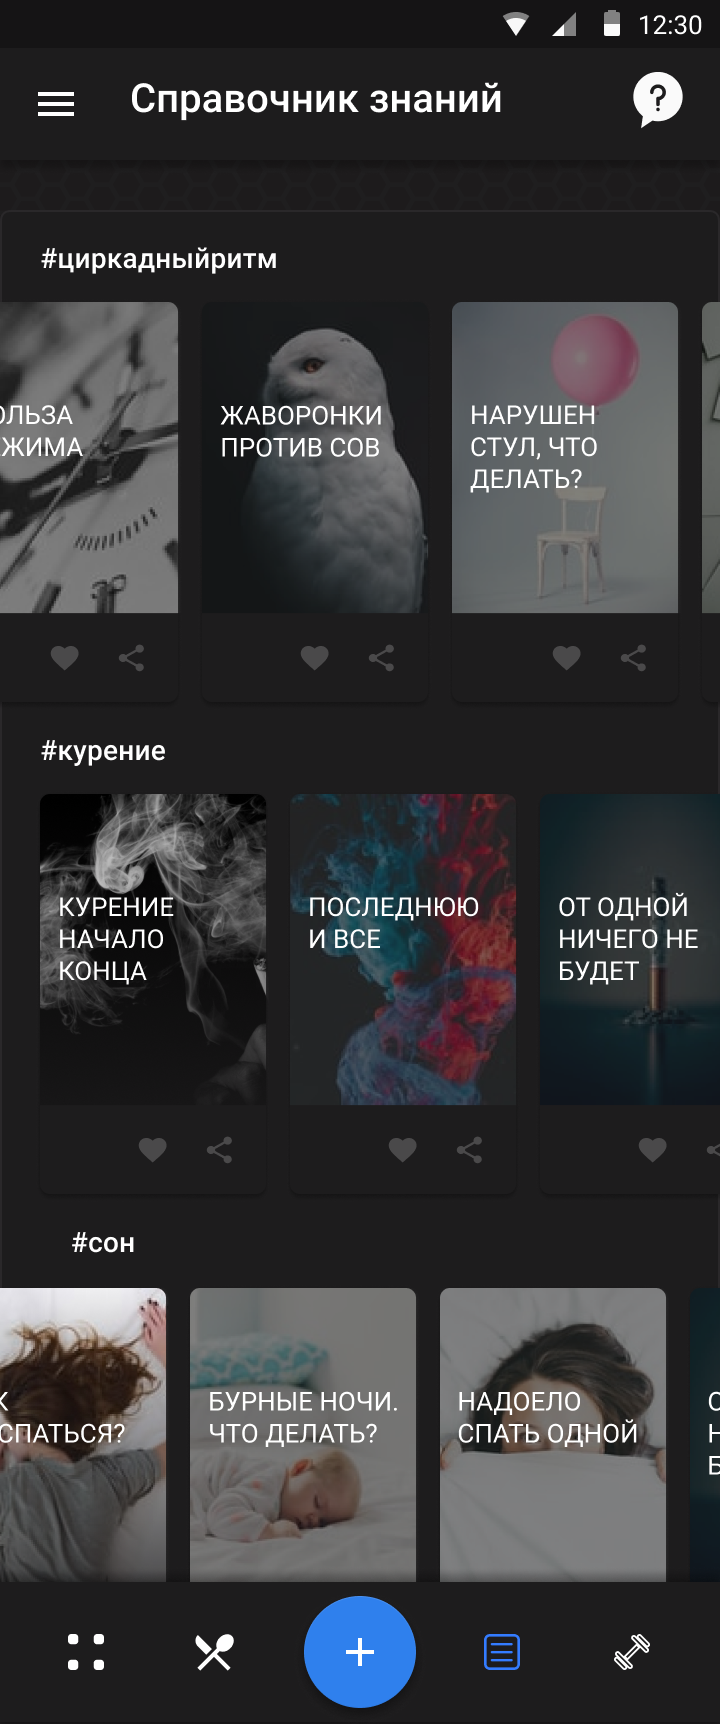 12:30
Справочник знаний
#циркадныйритм
ОЛЬЗА
ЖИМА
ЖАВОРОНКИ
ПРОТИВ СОВ
НАРУШЕН
СТУЛ, ЧТО
ДЕЛАТЬ?
#курение
КУРЕНИЕ
НАЧАЛО
КОНЦА
ПОСЛЕДНЮЮ
И ВСЕ
ОТ ОДНОЙ
НИЧЕГО НЕ
БУДЕТ
#сон
К
СПАТЬСЯ?
БУРНЫЕ НОЧИ.
ЧТО ДЕЛАТЬ?
НАДОЕЛО
СПАТЬ ОДНОЙ
Н
Б